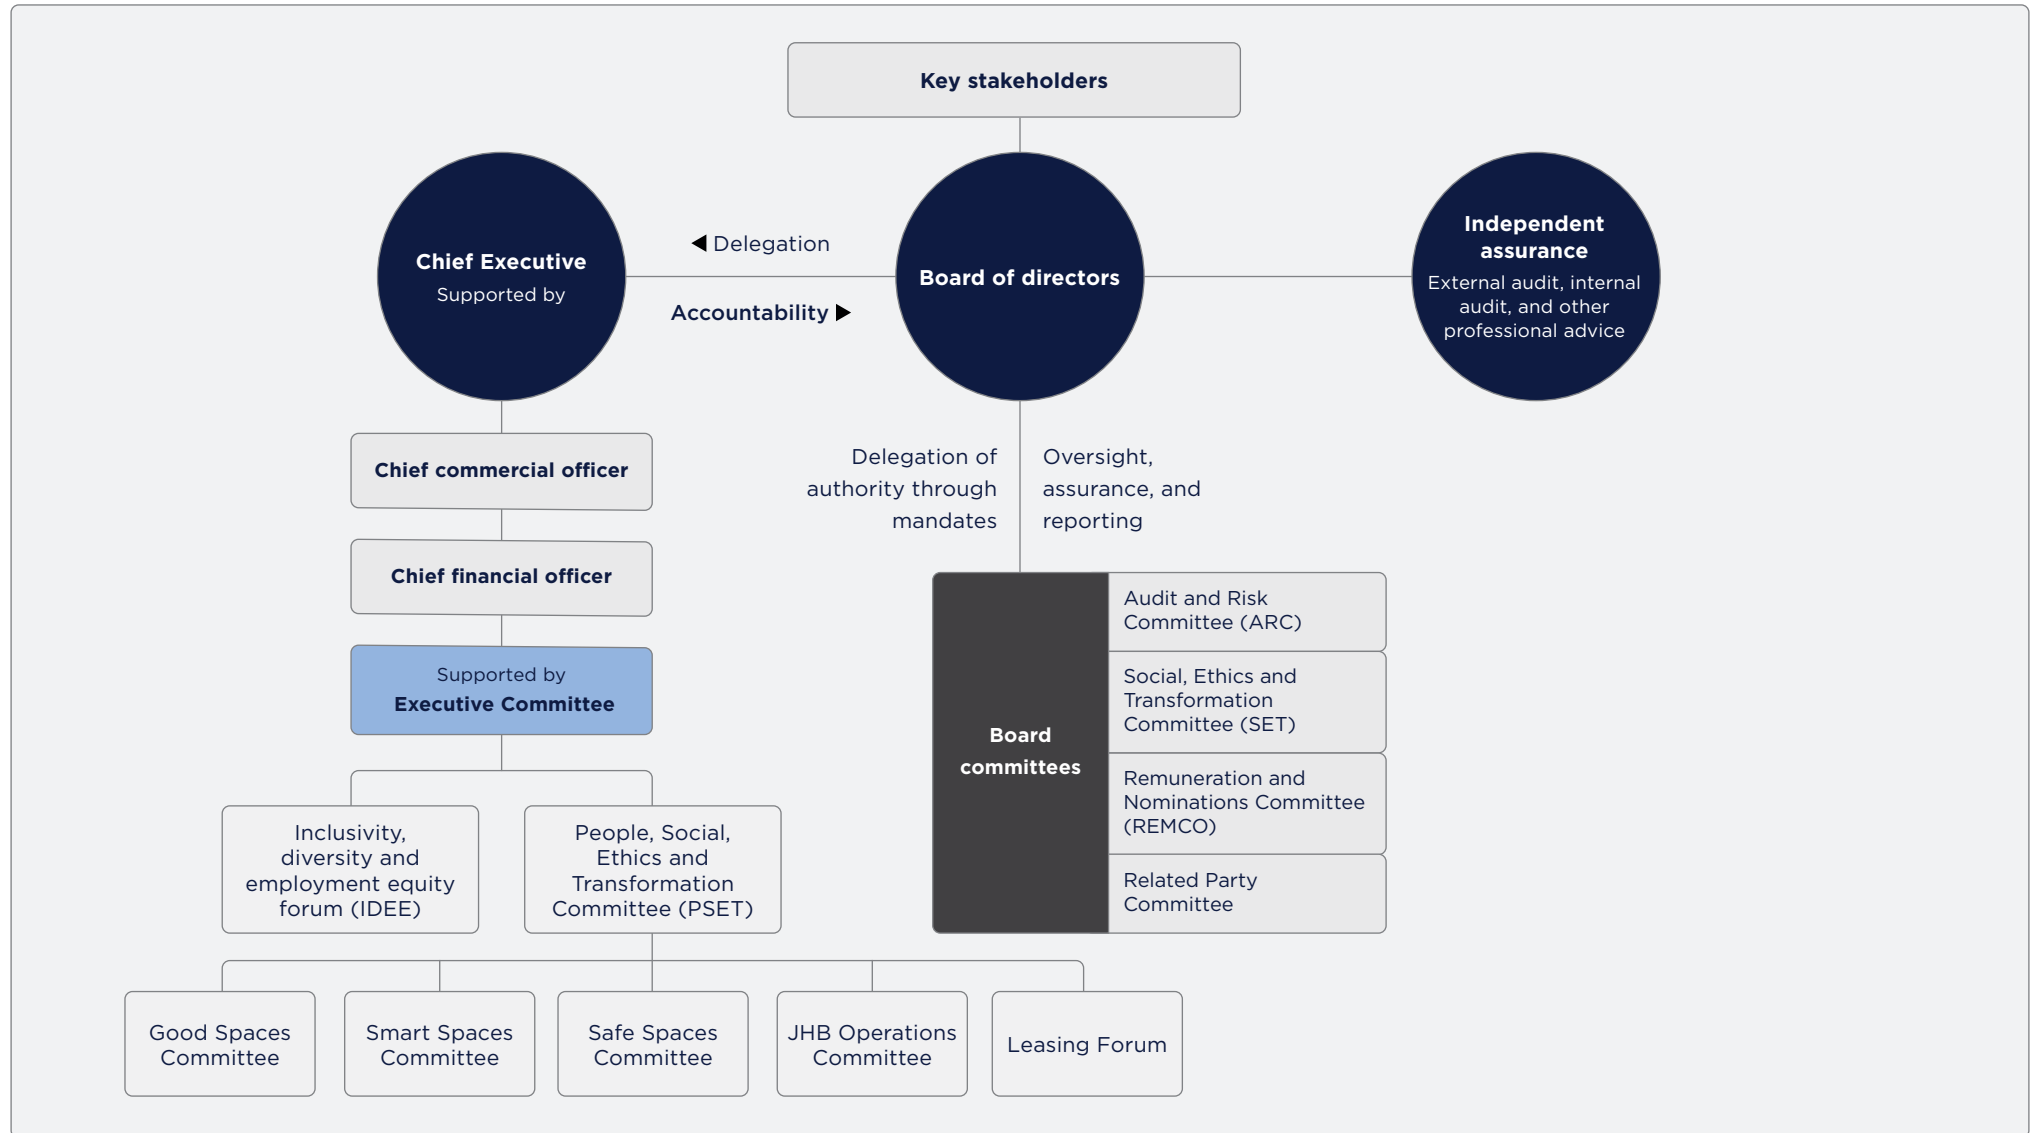 Key stakeholders
Chief Executive
Supported by
◀ Delegation
Accountability ▶
Board of directors
Independent
assurance
External audit, internal
audit, and other
professional advice
Chief commercial officer
Chief financial officer
Supported by
Executive Committee
Inclusivity,
diversity and
employment equity
forum (IDEE)
People, Social,
Ethics and
Transformation
Committee (PSET)
Good Spaces
Committee
Smart Spaces
Committee
Safe Spaces
Committee
JHB Operations
Committee
Leasing Forum
Delegation of
authority through
mandates
Oversight,
assurance, and
reporting
Board
committees
Audit and Risk
Committee (ARC)
Social, Ethics and
Transformation
Committee (SET)
Remuneration and
Nominations Committee
(REMCO)
Related Party
Committee